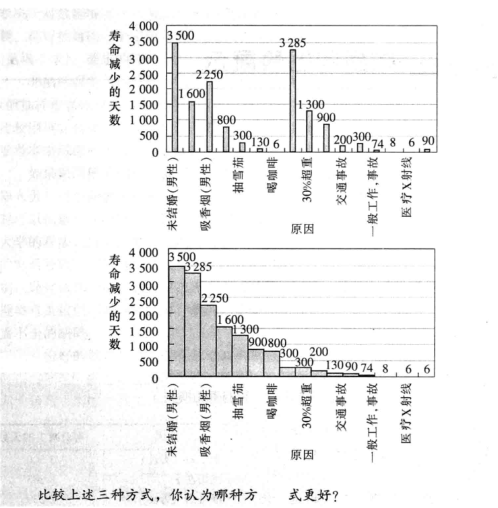 寿命减少的天数
4 000
3 500
3 000
2 500
2 000
1 500
1 000
500
0
3 500
1 600
2 250
800
300
130
6
3 285
1 300
900
200
300
74
8
6
90
未结婚(男性)
吸香烟(男性)
抽雪茄
喝咖啡
30%超重
交通事故
一般工作,事故
医疗X射线
原因
寿命减少的天数
4 000
3 500
3 000
2 500
2 000
1 500
1 000
500
0
3 500
3 285
2 250
1 600
1 300
900
800
300
300
200
130
90
74
8
6
6
未结婚(男性)
吸香烟(男性)
抽雪茄
喝咖啡
30%超重
交通事故
一般工作,事故
医疗X射线
原因
比较上述三种方式，你认为哪种方 式更好?